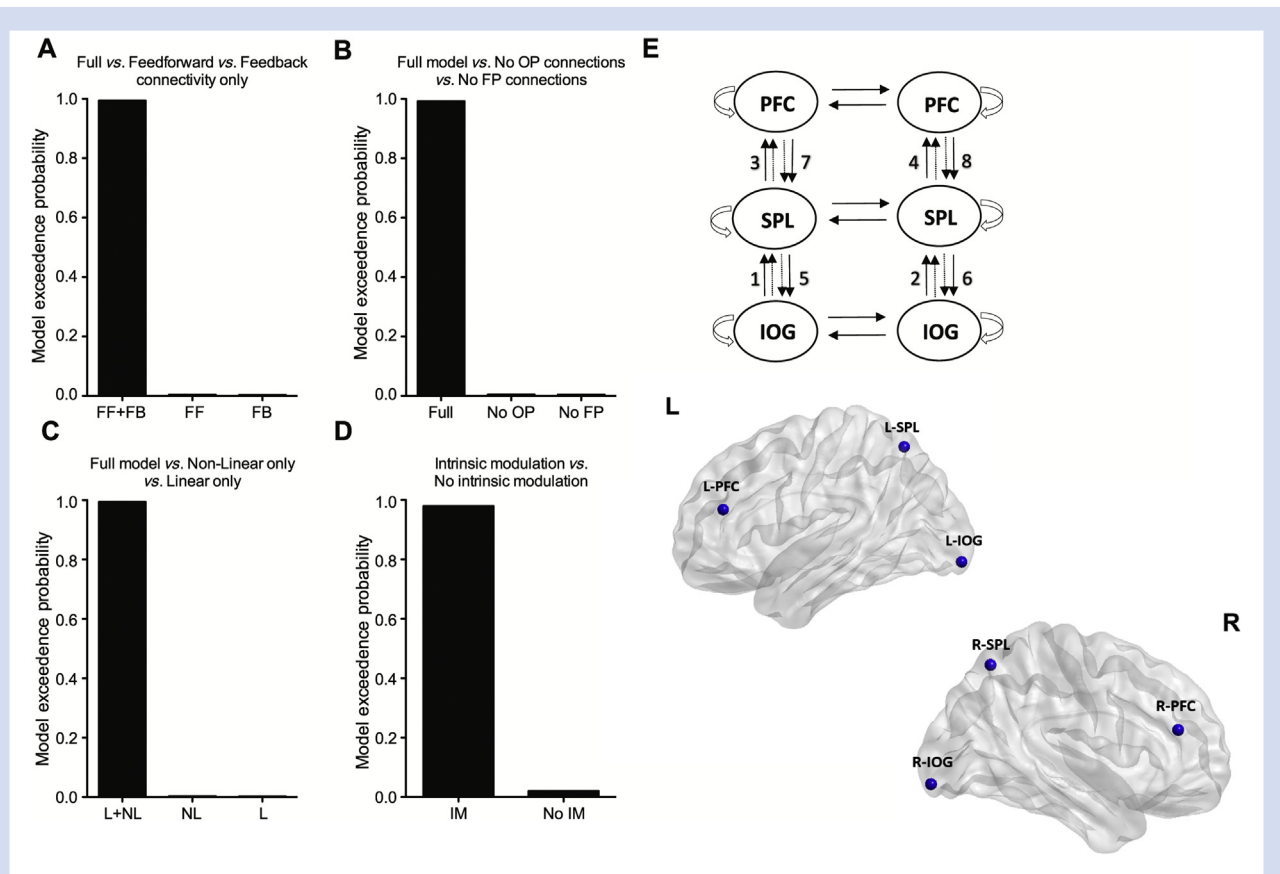 A
Full vs. Feedforward vs. Feedback
connectivity only
Model exceedence probability
1.0
0.8
0.6
0.4
0.2
0.0
FF+FB FF FB
B
Full model vs. No OP connections
vs. No FP connections
Model exceedence probability
1.0
0.8
0.6
0.4
0.2
0.0
Full No OP No FP
C
Full model vs. Non-Linear only
vs. Linear only
Model exceedence probability
1.0
0.8
0.6
0.4
0.2
0.0
L+NL NL L
D
Intrinsic modulation vs.
No intrinsic modulation
Model exceedence probability
1.0
0.8
0.6
0.4
0.2
0.0
IM No IM
E
PFC PFC
3 7 4 8
SPL SPL
1 5 2 6
IOG IOG
L
L-SPL
L-PFC
L-IOG
R
R-SPL
R-PFC
R-IOG